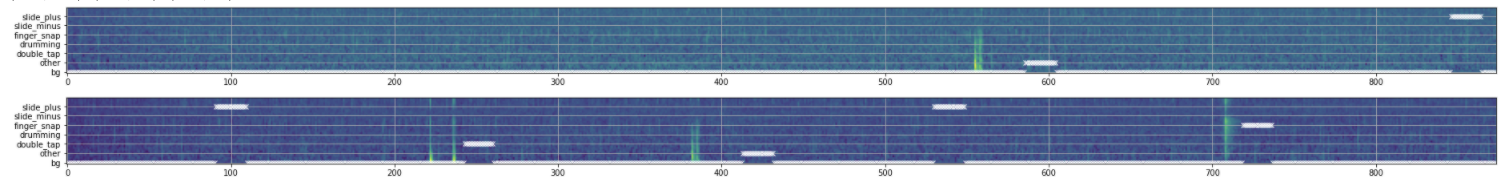 slide_plus
slide_minus
finger_snap
drumming
double_tap
other
bg
0 100 200 300 400 500 600 700 800
slide_plus
slide_minus
finger_snap
drumming
double_tap
other
bg
0 100 200 300 400 500 600 700 800